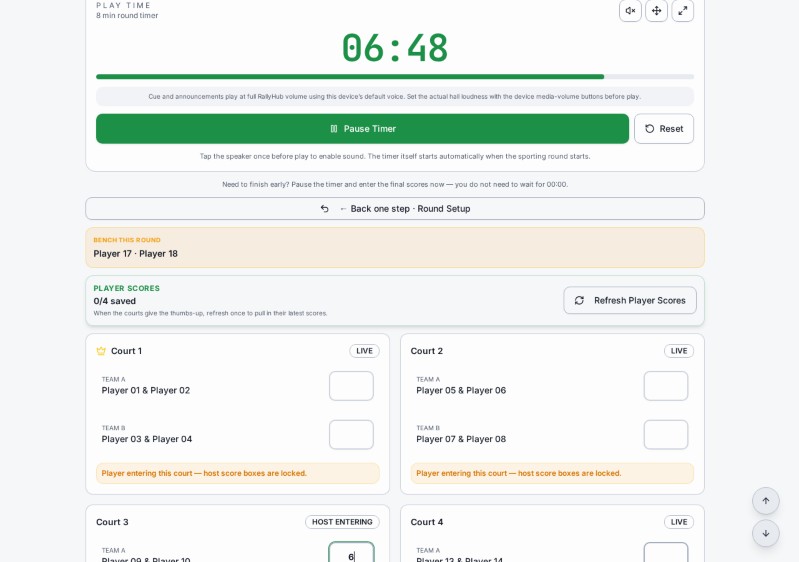 PLAY TIME
8 min round timer
06:48
Cue and announcements play at full RallyHub volume using this device's default voice. Set the actual hall loudness with the device media-volume buttons before play.
Pause Timer
Reset
Tap the speaker once before play to enable sound. The timer itself starts automatically when the sporting round starts.
Need to finish early? Pause the timer and enter the final scores now — you do not need to wait for 00:00.
← Back one step · Round Setup
BENCH THIS ROUND
Player 17 · Player 18
PLAYER SCORES
0/4 saved
When the courts give the thumbs-up, refresh once to pull in their latest scores.
Refresh Player Scores
Court 1
LIVE
TEAM A
Player 01 & Player 02
TEAM B
Player 03 & Player 04
Player entering this court — host score boxes are locked.
Court 2
LIVE
TEAM A
Player 05 & Player 06
TEAM B
Player 07 & Player 08
Player entering this court — host score boxes are locked.
Court 3
HOST ENTERING
TEAM A
Player 09 & Player 10
6
Court 4
LIVE
TEAM A
Player 13 & Player 14